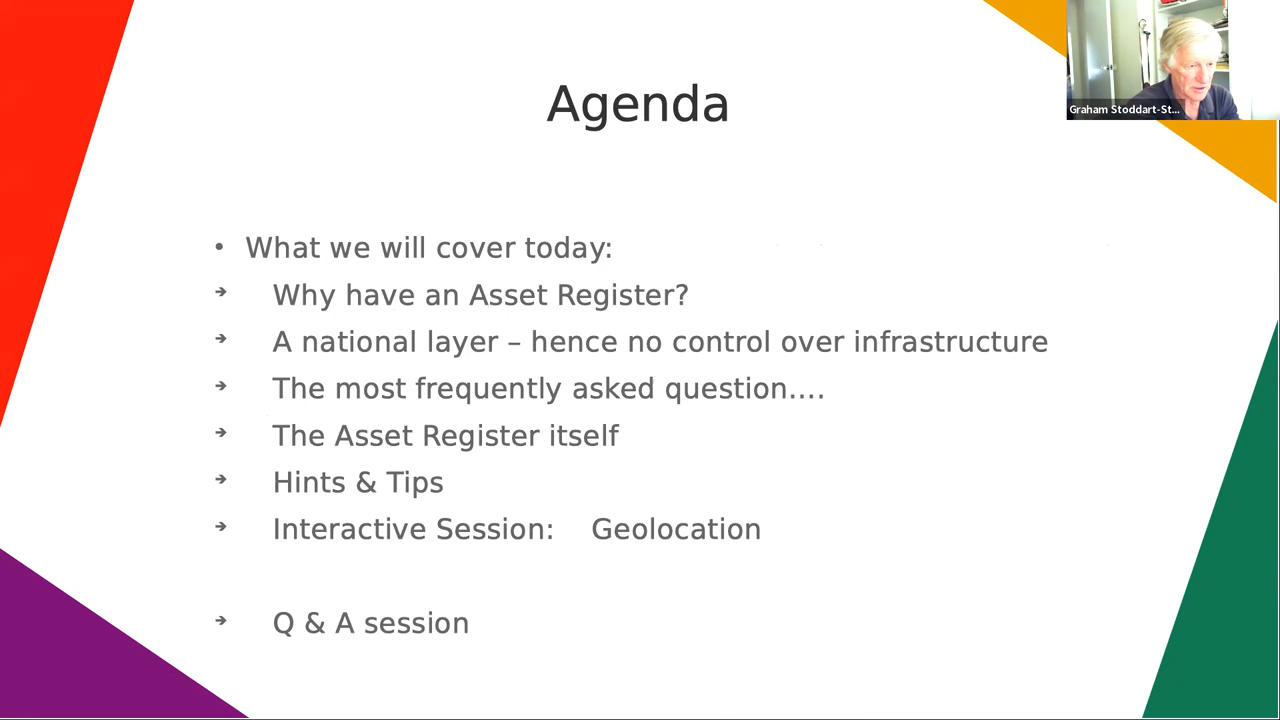 Agenda
Graham Stoddart-St...
• What we will cover today:
➔ Why have an Asset Register?
➔ A national layer – hence no control over infrastructure
➔ The most frequently asked question....
➔ The Asset Register itself
➔ Hints & Tips
➔ Interactive Session: Geolocation
➔ Q & A session